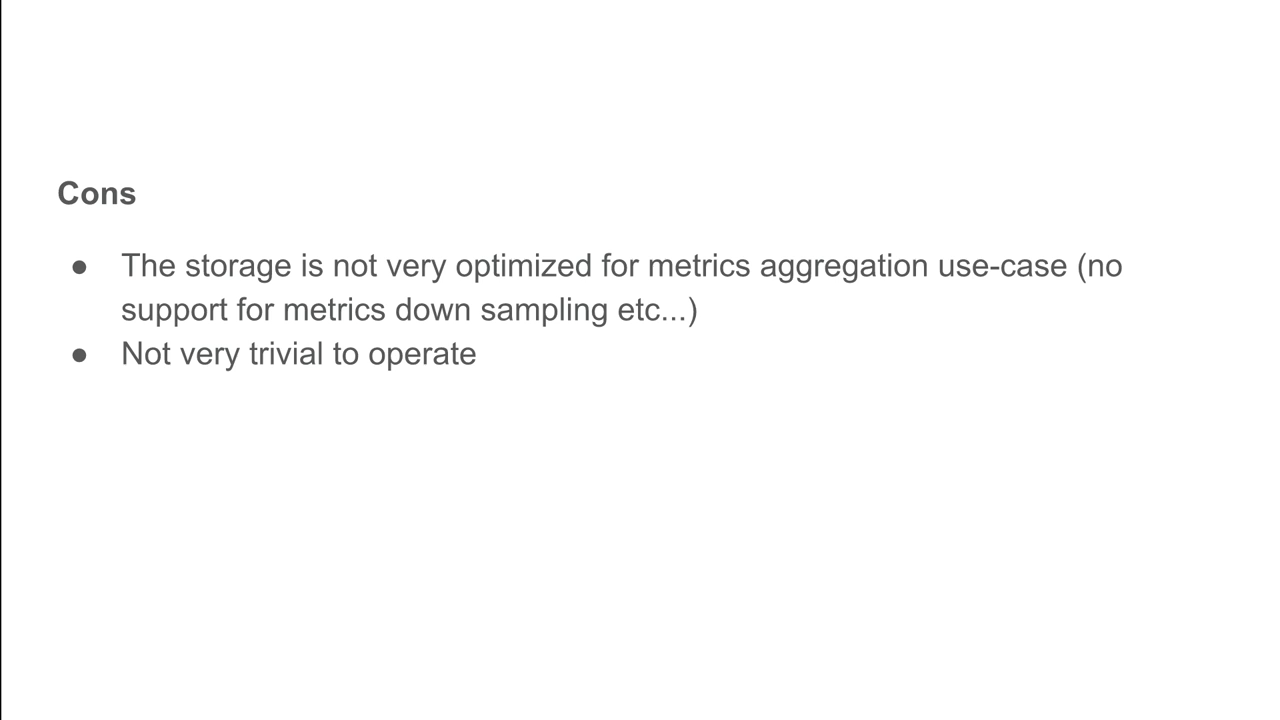 Cons
● The storage is not very optimized for metrics aggregation use-case (no
support for metrics down sampling etc...)
● Not very trivial to operate